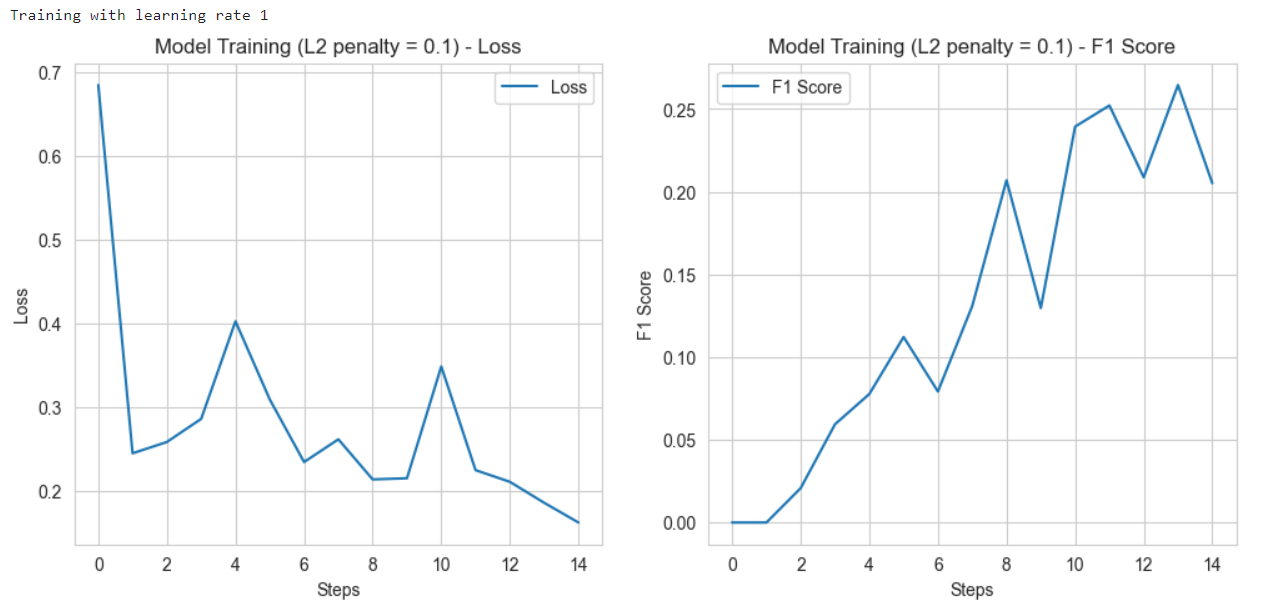 Training with learning rate 1
Model Training (L2 penalty = 0.1) - Loss
Loss
0.7
0.6
0.5
0.4
0.3
0.2
Loss
0 2 4 6 8 10 12 14
Steps
Model Training (L2 penalty = 0.1) - F1 Score
F1 Score
0.25
0.20
0.15
0.10
0.05
0.00
F1 Score
0 2 4 6 8 10 12 14
Steps